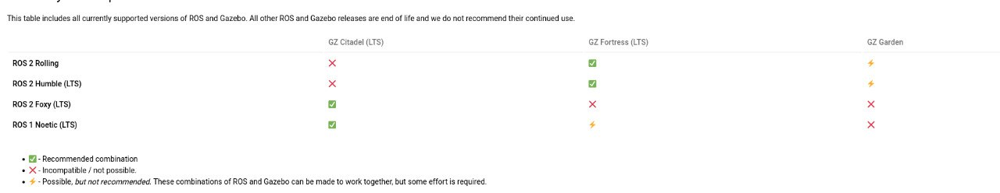 This table includes all currently supported versions of ROS and Gazebo. All other ROS and Gazebo releases are end of life and we do not recommend their continued use.
GZ Citadel (LTS) GZ Fortress (LTS) GZ Garden
ROS 2 Rolling ❌ ✅ ⚡
ROS 2 Humble (LTS) ❌ ✅ ⚡
ROS 2 Foxy (LTS) ✅ ❌ ❌
ROS 1 Noetic (LTS) ✅ ⚡ ❌
• ✅ - Recommended combination
• ❌ - Incompatible / not possible.
• ⚡ - Possible, but not recommended. These combinations of ROS and Gazebo can be made to work together, but some effort is required.